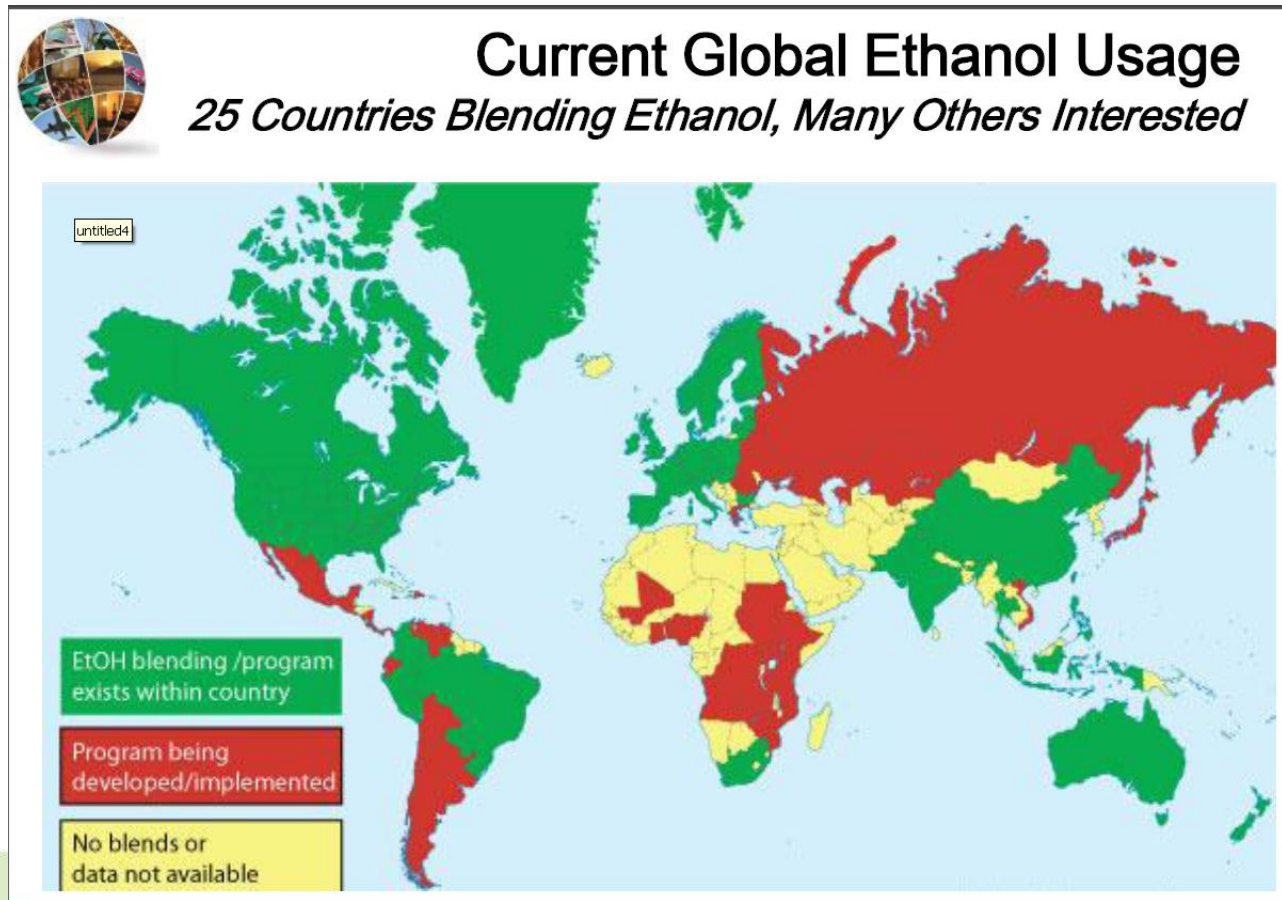 Current Global Ethanol Usage
25 Countries Blending Ethanol, Many Others Interested
untitled4
EtOH blending /program
exists within country
Program being
developed/implemented
No blends or
data not available